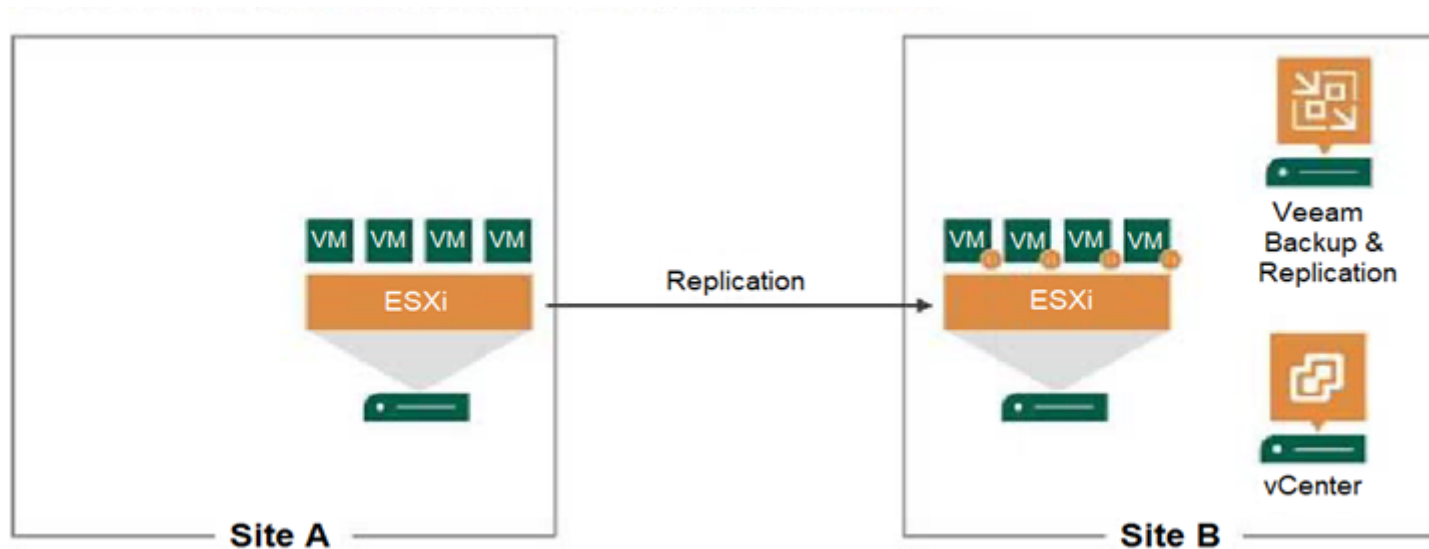 VM VM VM VM
ESXi
Replication
VM VM VM VM
ESXi
Veeam
Backup &
Replication
vCenter
Site A
Site B